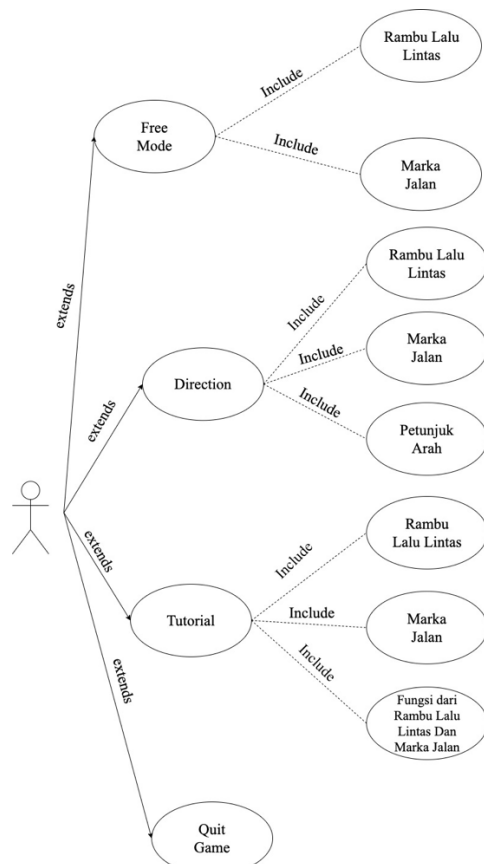 Rambu Lalu
Lintas
Include
Free
Mode
Include
Marka
Jalan
extends
Rambu Lalu
Lintas
Include
Marka
Jalan
Include
Direction
extends
Include
Petunjuk
Arah
Rambu
Lalu Lintas
extends
Include
Tutorial
Include
Marka
Jalan
Include
Fungsi dari
Rambu Lalu
Lintas Dan
Marka Jalan
extends
Quit
Game